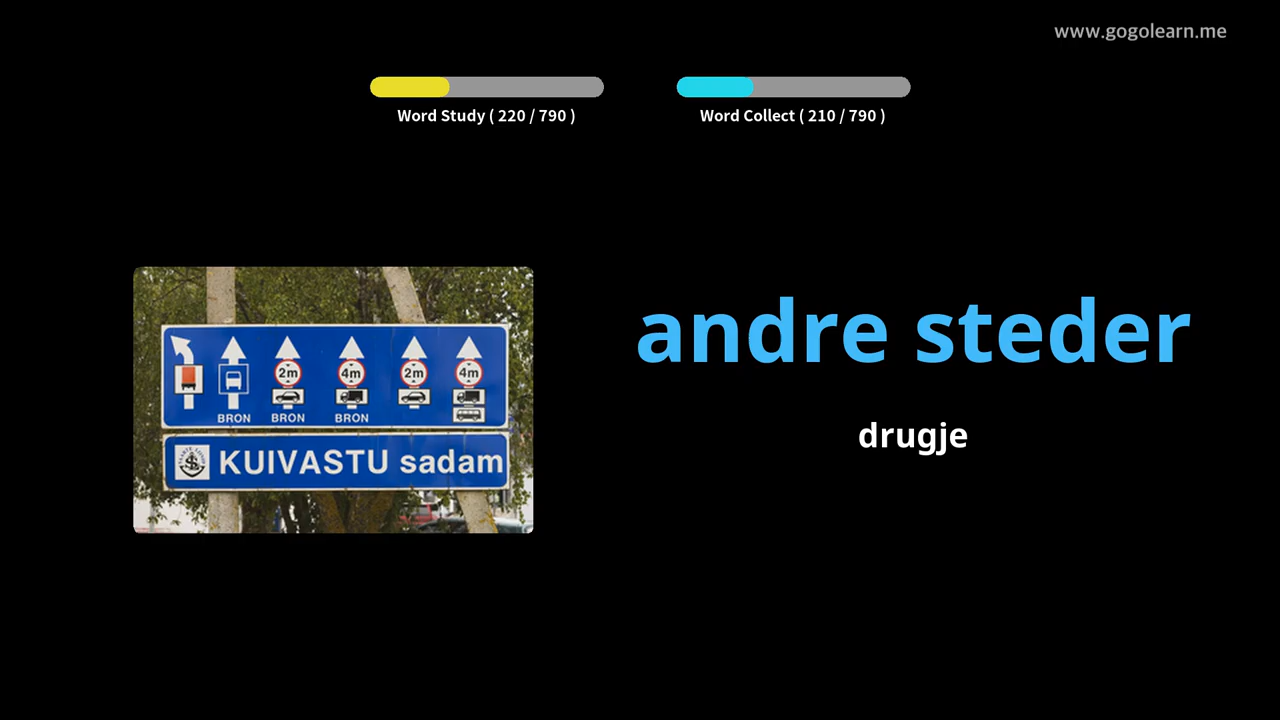 www.gogolearn.me
Word Study ( 220 / 790 )
Word Collect ( 210 / 790 )
andre steder
drugje
2m
4m
2m
4m
BRON
BRON
BRON
KUIVASTU sadam